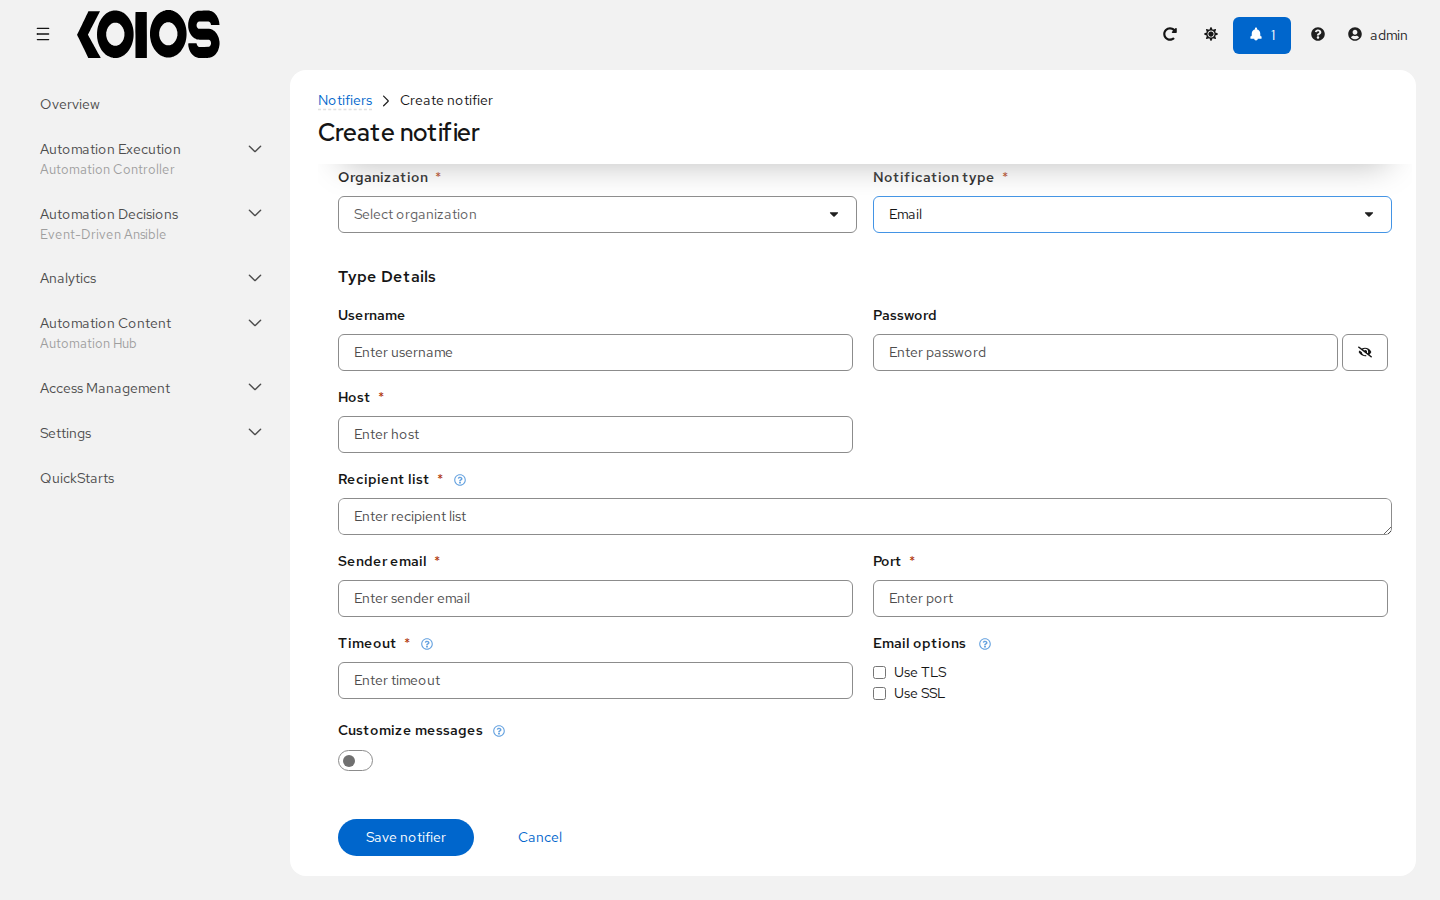 KOIOS
1
admin
Overview
Automation Execution
Automation Controller
Automation Decisions
Event-Driven Ansible
Analytics
Automation Content
Automation Hub
Access Management
Settings
QuickStarts
Notifiers > Create notifier
Create notifier
Organization *
Notification type *
Select organization
Email
Type Details
Username
Password
Enter username
Enter password
Host *
Enter host
Recipient list *
Enter recipient list
Sender email *
Port *
Enter sender email
Enter port
Timeout *
Email options
Enter timeout
Use TLS
Use SSL
Customize messages
Save notifier
Cancel